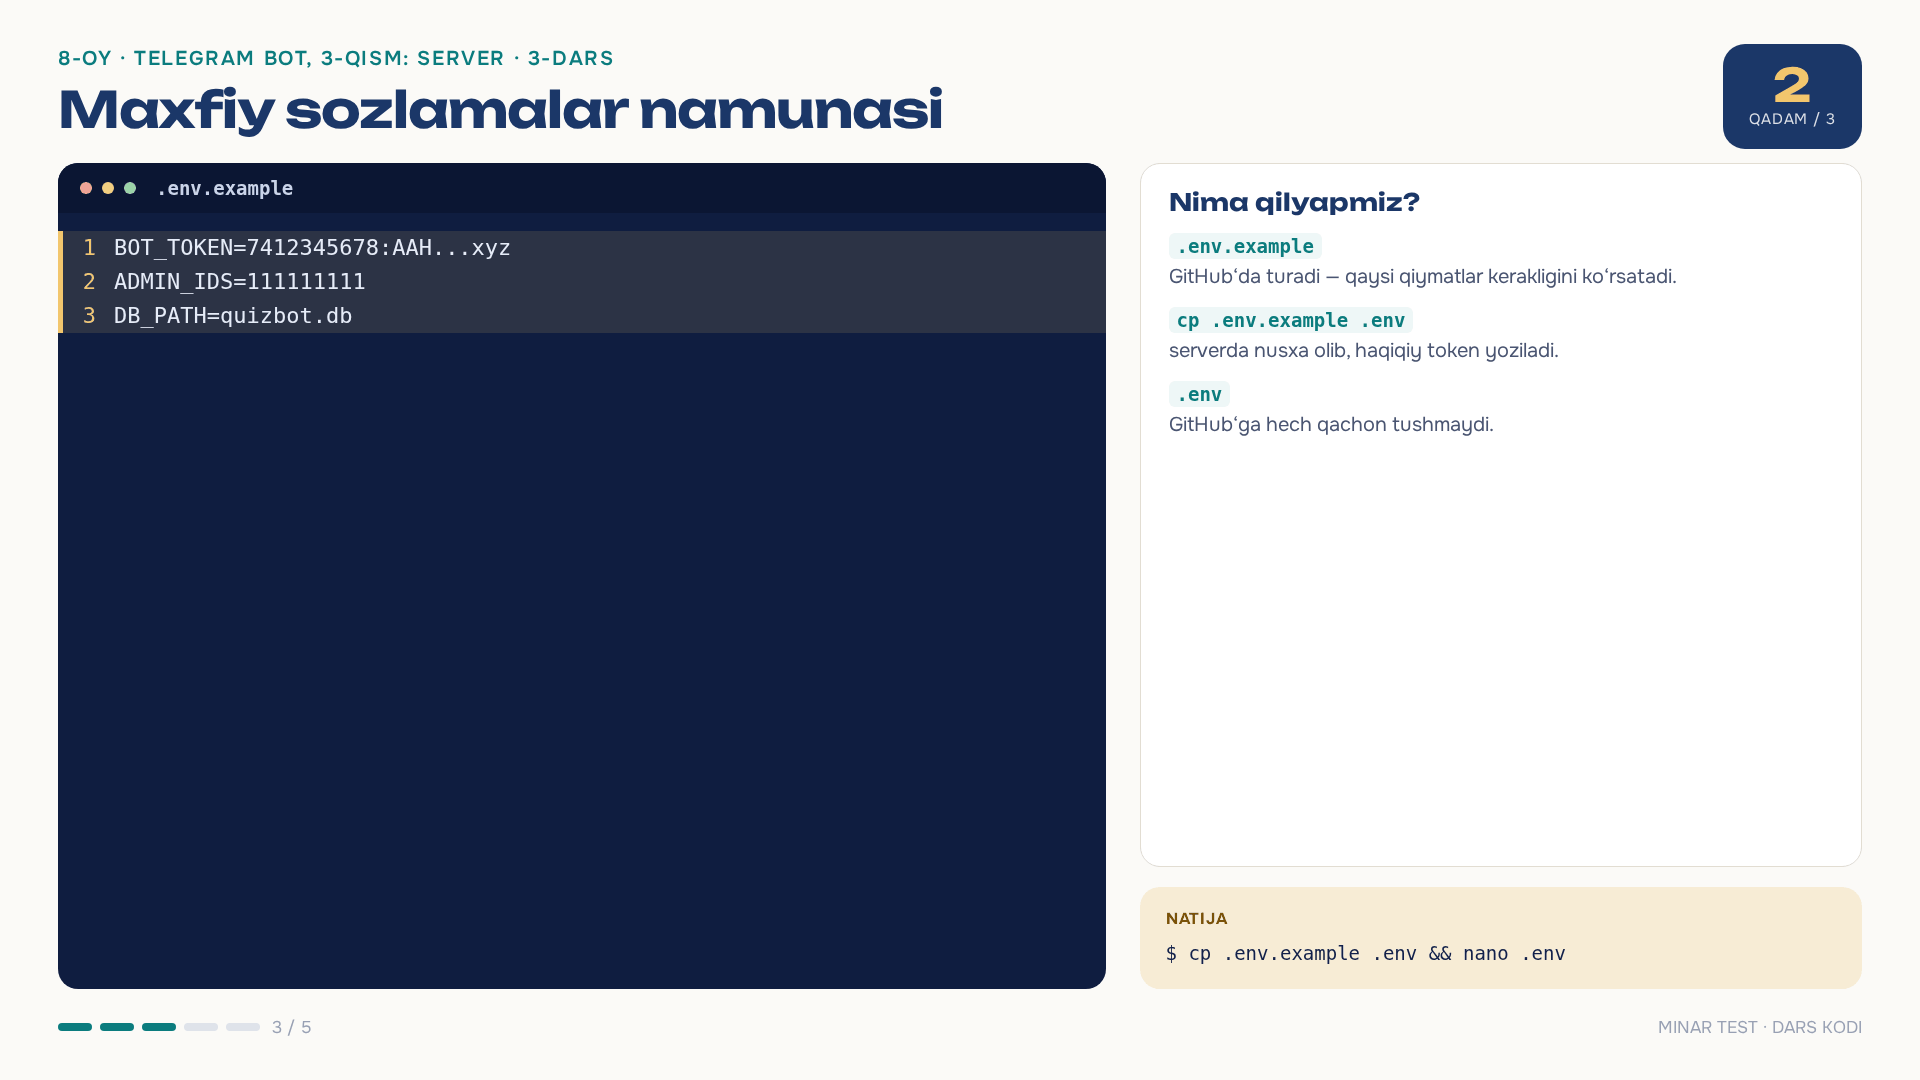 8-OY · TELEGRAM BOT, 3-QISM: SERVER · 3-DARS
Maxfiy sozlamalar namunasi
2
QADAM / 3
.env.example
1 BOT_TOKEN=7412345678:AAH...xyz
2 ADMIN_IDS=111111111
3 DB_PATH=quizbot.db
Nima qilyapmiz?
.env.example
GitHub‘da turadi — qaysi qiymatlar kerakligini ko‘rsatadi.
cp .env.example .env
serverda nusxa olib, haqiqiy token yoziladi.
.env
GitHub‘ga hech qachon tushmaydi.
NATIJA
$ cp .env.example .env && nano .env
3 / 5
MINAR TEST · DARS KODI